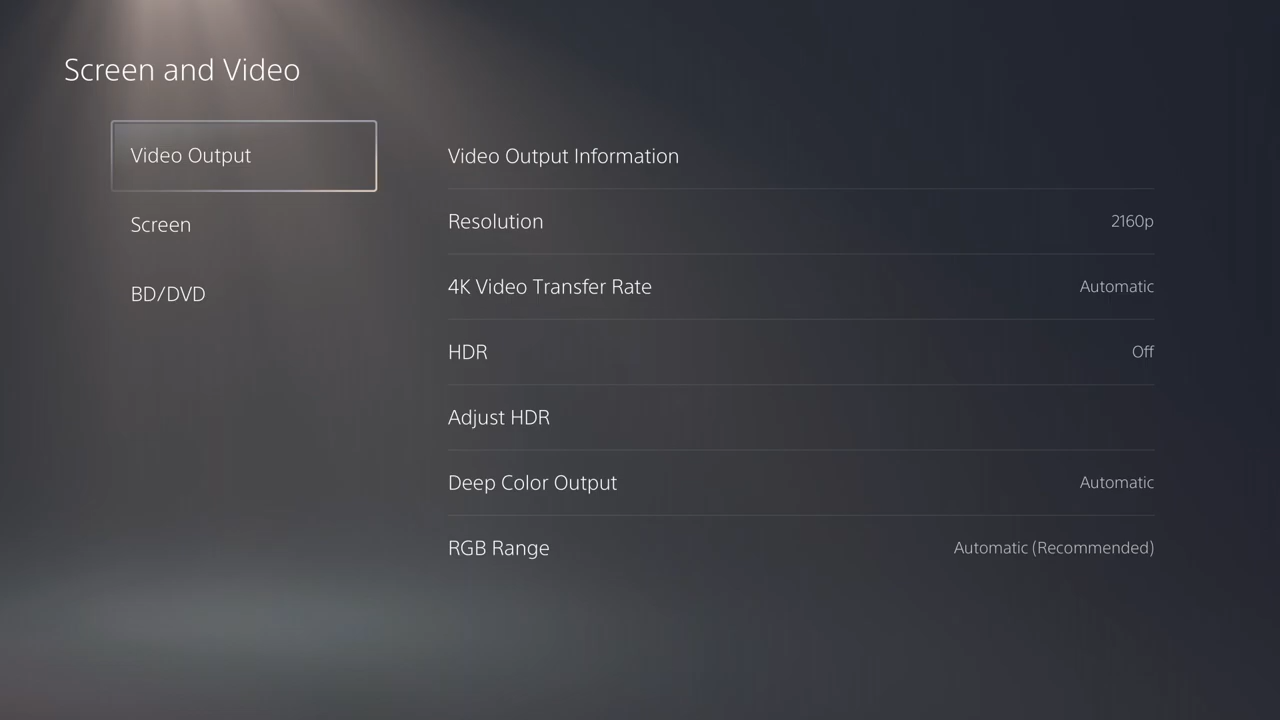 Screen and Video
Video Output
Screen
BD/DVD
Video Output Information
Resolution 2160p
4K Video Transfer Rate Automatic
HDR Off
Adjust HDR
Deep Color Output Automatic
RGB Range Automatic (Recommended)